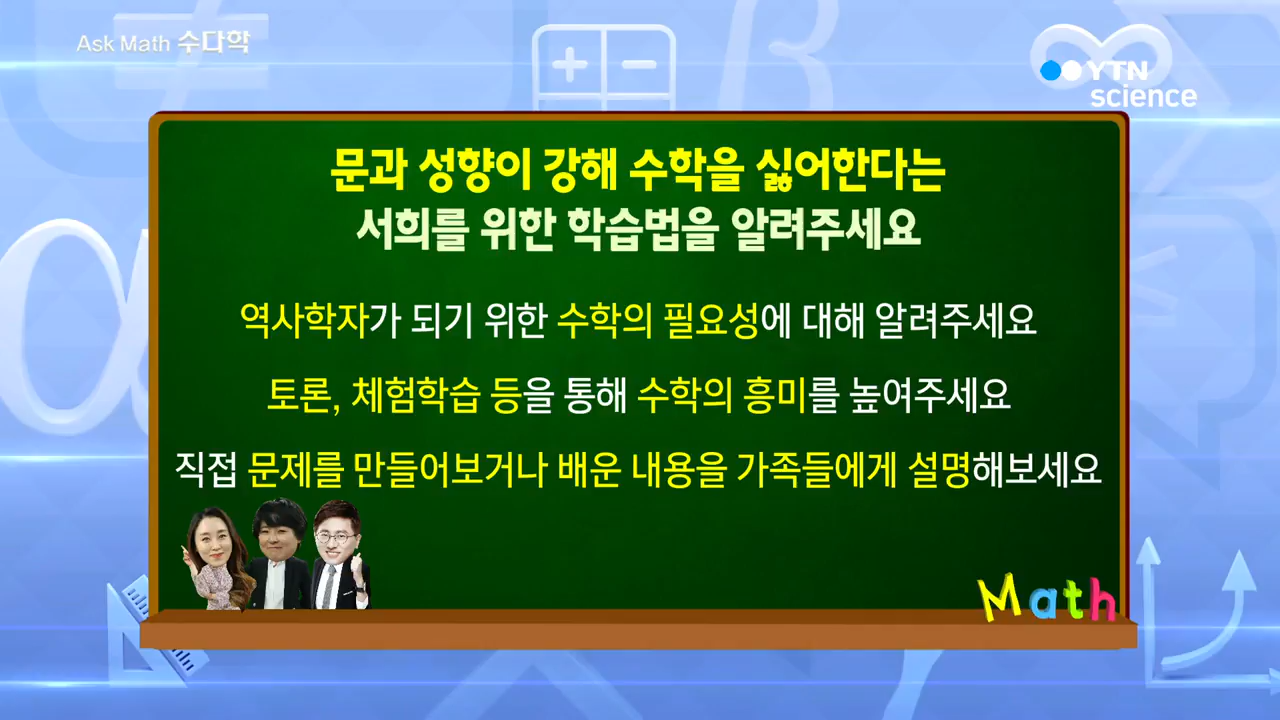 Ask Math 수다학
YTN
science
문과 성향이 강해 수학을 싫어한다는
서희를 위한 학습법을 알려주세요
역사학자가 되기 위한 수학의 필요성에 대해 알려주세요
토론, 체험학습 등을 통해 수학의 흥미를 높여주세요
직접 문제를 만들어보거나 배운 내용을 가족들에게 설명해보세요
Math